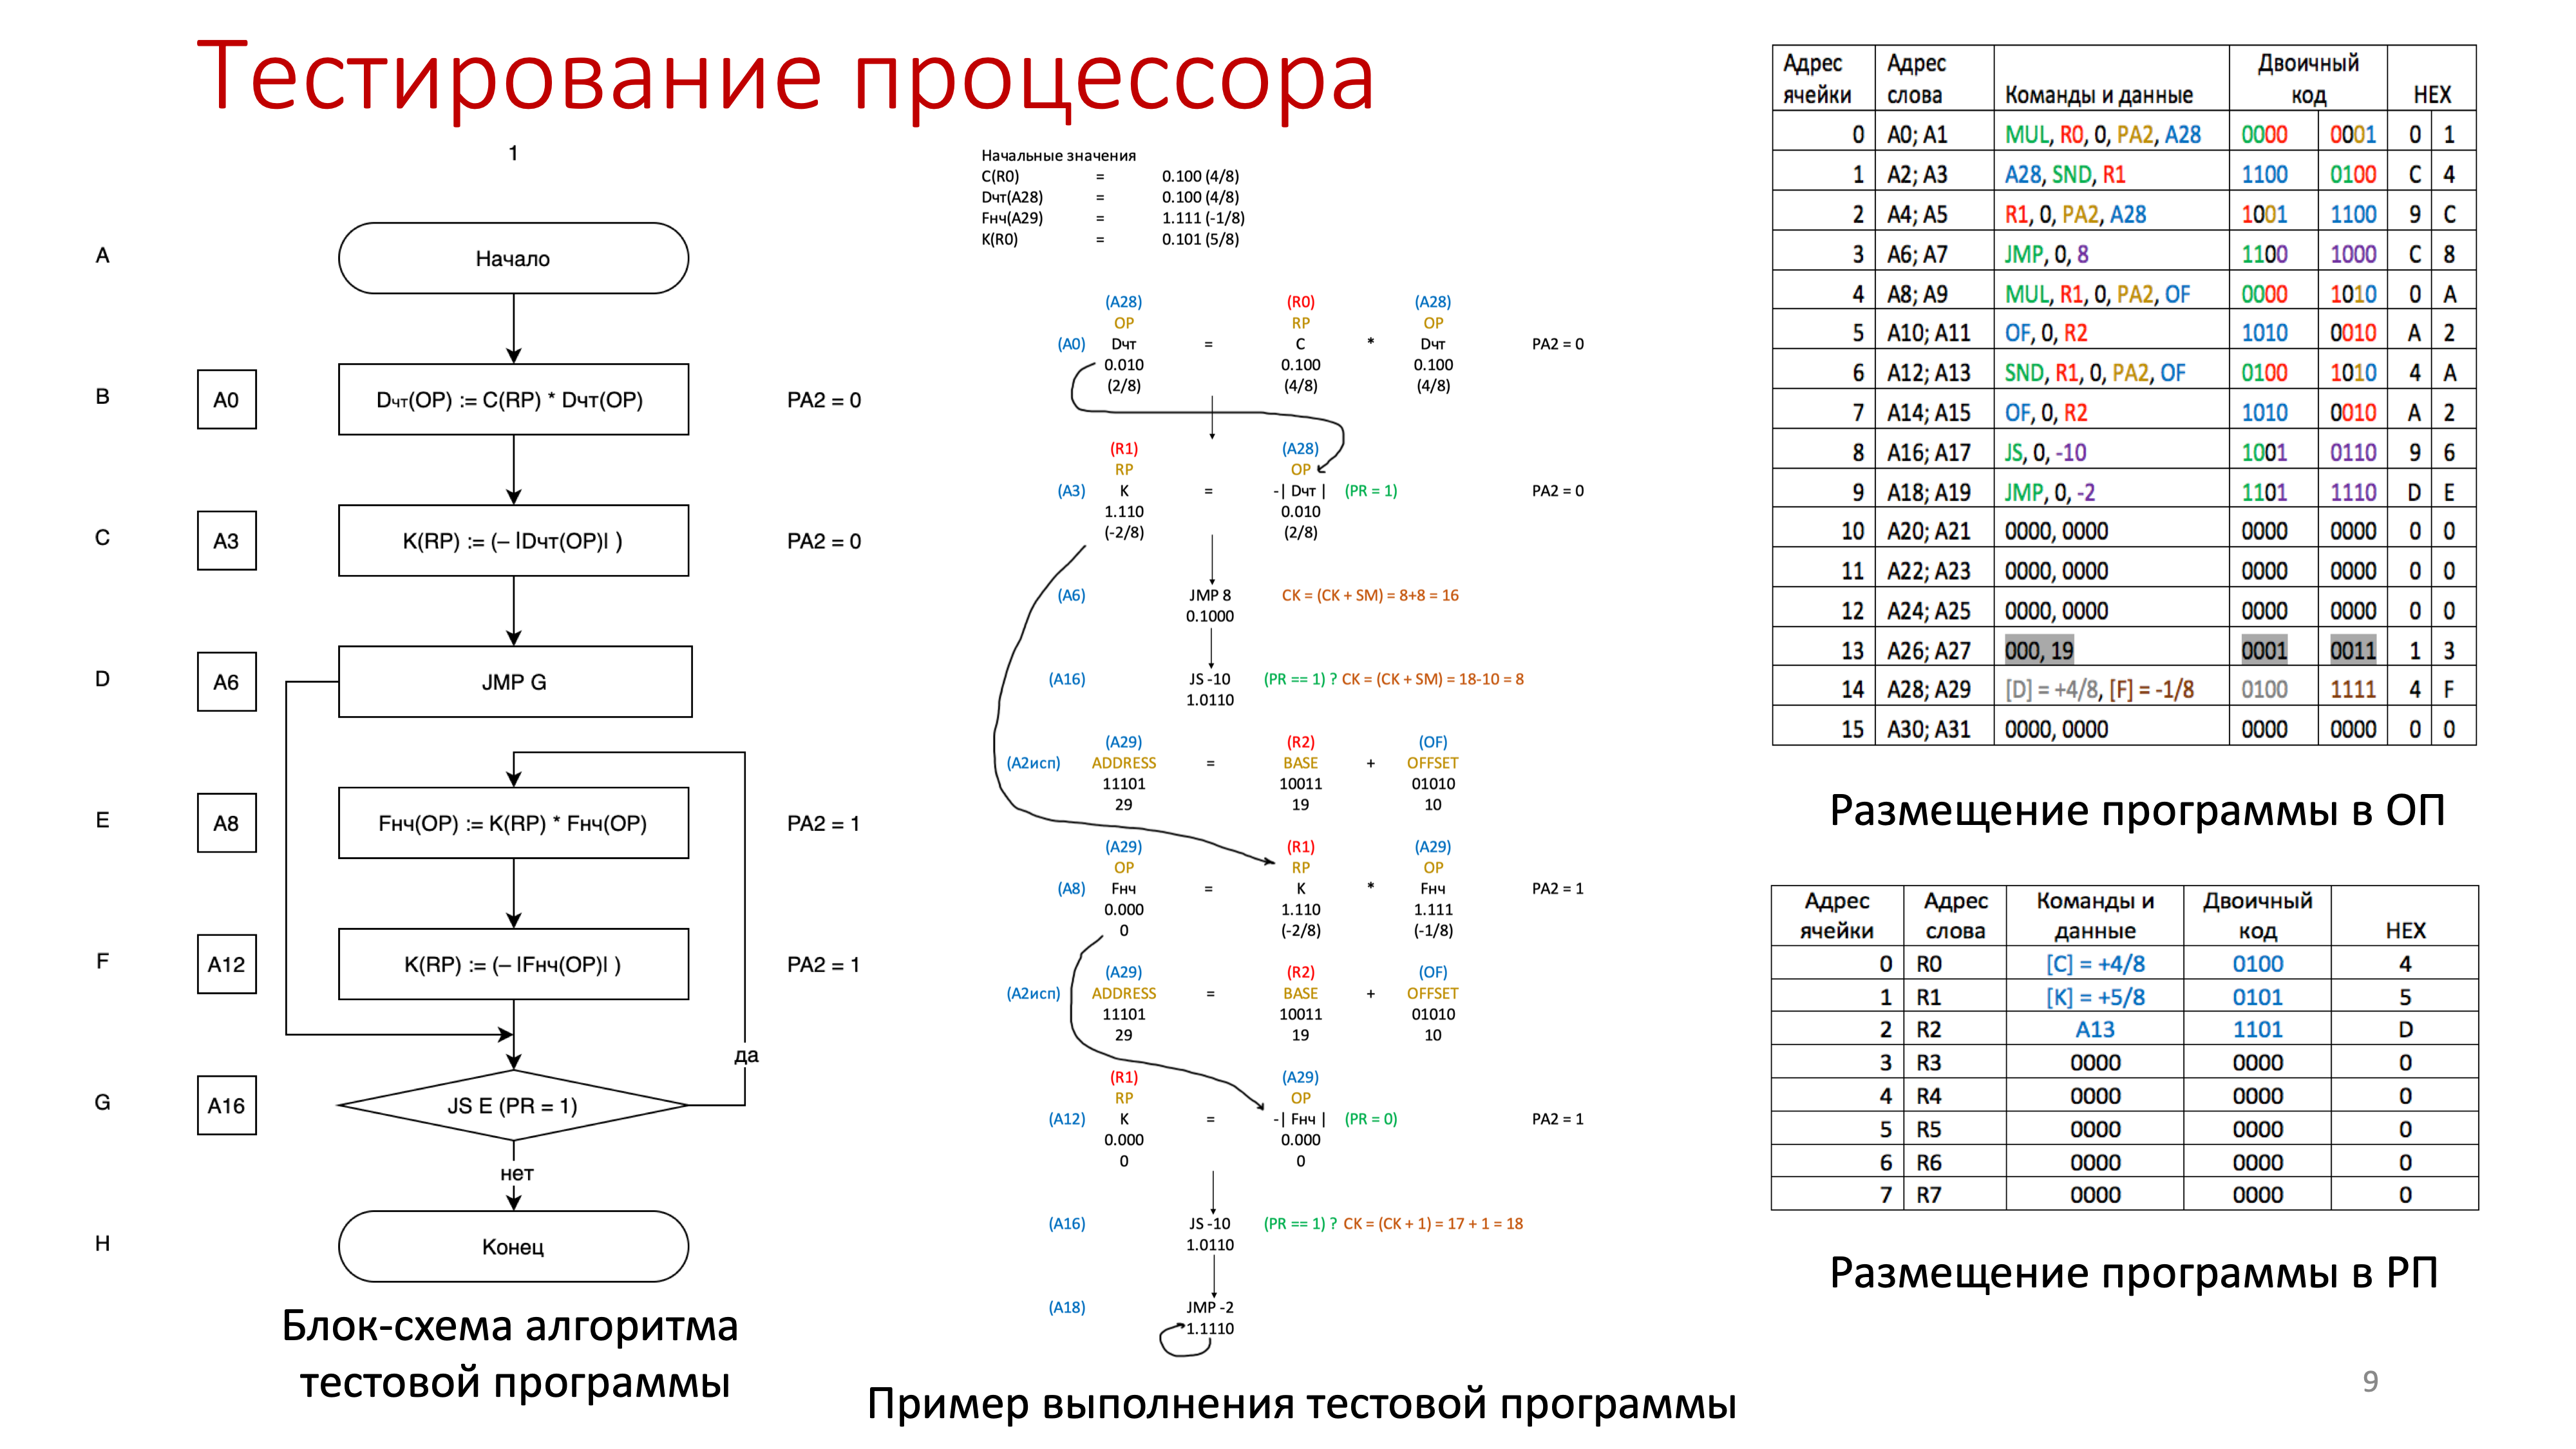 Тестирование процессора
1
A
Начало
B
A0
Dчт(ОР) := C(RP) * Dчт(ОР)
PA2 = 0
C
A3
K(RP) := (– |Dчт(ОР)| )
PA2 = 0
D
A6
JMP G
E
A8
Fнч(ОР) := K(RP) * Fнч(ОР)
PA2 = 1
F
A12
K(RP) := (– |Fнч(ОР)| )
PA2 = 1
да
G
A16
JS E (PR = 1)
нет
H
Конец
Блок-схема алгоритма
тестовой программы
Начальные значения
C(R0) = 0.100 (4/8)
Dчт(A28) = 0.100 (4/8)
Fнч(A29) = 1.111 (-1/8)
K(R0) = 0.101 (5/8)
(A28) (R0) (A28)
OP RP OP
(A0) Dчт = C * Dчт PA2 = 0
0.010 0.100 0.100
(2/8) (4/8) (4/8)
(R1) (A28)
RP OP
(A3) K = -| Dчт | (PR = 1) PA2 = 0
1.110 0.010
(-2/8) (2/8)
(A6) JMP 8 CK = (CK + SM) = 8+8 = 16
0.1000
(A16) JS -10 (PR == 1) ? CK = (CK + SM) = 18-10 = 8
1.0110
(A29) (R2) (OF)
(A2исп) ADDRESS = BASE + OFFSET
11101 10011 01010
29 19 10
(A29) (R1) (A29)
OP RP OP
(A8) Fнч = K * Fнч PA2 = 1
0.000 1.110 1.111
0 (-2/8) (-1/8)
(A29) (R2) (OF)
(A2исп) ADDRESS = BASE + OFFSET
11101 10011 01010
29 19 10
(R1) (A29)
RP OP
(A12) K = -| Fнч | (PR = 0) PA2 = 1
0.000 0.000
0 0
(A16) JS -10 (PR == 1) ? CK = (CK + 1) = 17 + 1 = 18
1.0110
(A18) JMP -2
1.1110
Пример выполнения тестовой программы
Адрес ячейки Адрес слова Команды и данные Двоичный код HEX
0 A0; A1 MUL, R0, 0, PA2, A28 0000 0001 0 1
1 A2; A3 A28, SND, R1 1100 0100 C 4
2 A4; A5 R1, 0, PA2, A28 1001 1100 9 C
3 A6; A7 JMP, 0, 8 1100 1000 C 8
4 A8; A9 MUL, R1, 0, PA2, OF 0000 1010 0 A
5 A10; A11 OF, 0, R2 1010 0010 A 2
6 A12; A13 SND, R1, 0, PA2, OF 0100 1010 4 A
7 A14; A15 OF, 0, R2 1010 0010 A 2
8 A16; A17 JS, 0, -10 1001 0110 9 6
9 A18; A19 JMP, 0, -2 1101 1110 D E
10 A20; A21 0000, 0000 0000 0000 0 0
11 A22; A23 0000, 0000 0000 0000 0 0
12 A24; A25 0000, 0000 0000 0000 0 0
13 A26; A27 000, 19 0001 0011 1 3
14 A28; A29 [D] = +4/8, [F] = -1/8 0100 1111 4 F
15 A30; A31 0000, 0000 0000 0000 0 0
Размещение программы в ОП
Адрес ячейки Адрес слова Команды и данные Двоичный код HEX
0 R0 [C] = +4/8 0100 4
1 R1 [K] = +5/8 0101 5
2 R2 A13 1101 D
3 R3 0000 0000 0
4 R4 0000 0000 0
5 R5 0000 0000 0
6 R6 0000 0000 0
7 R7 0000 0000 0
Размещение программы в РП
9